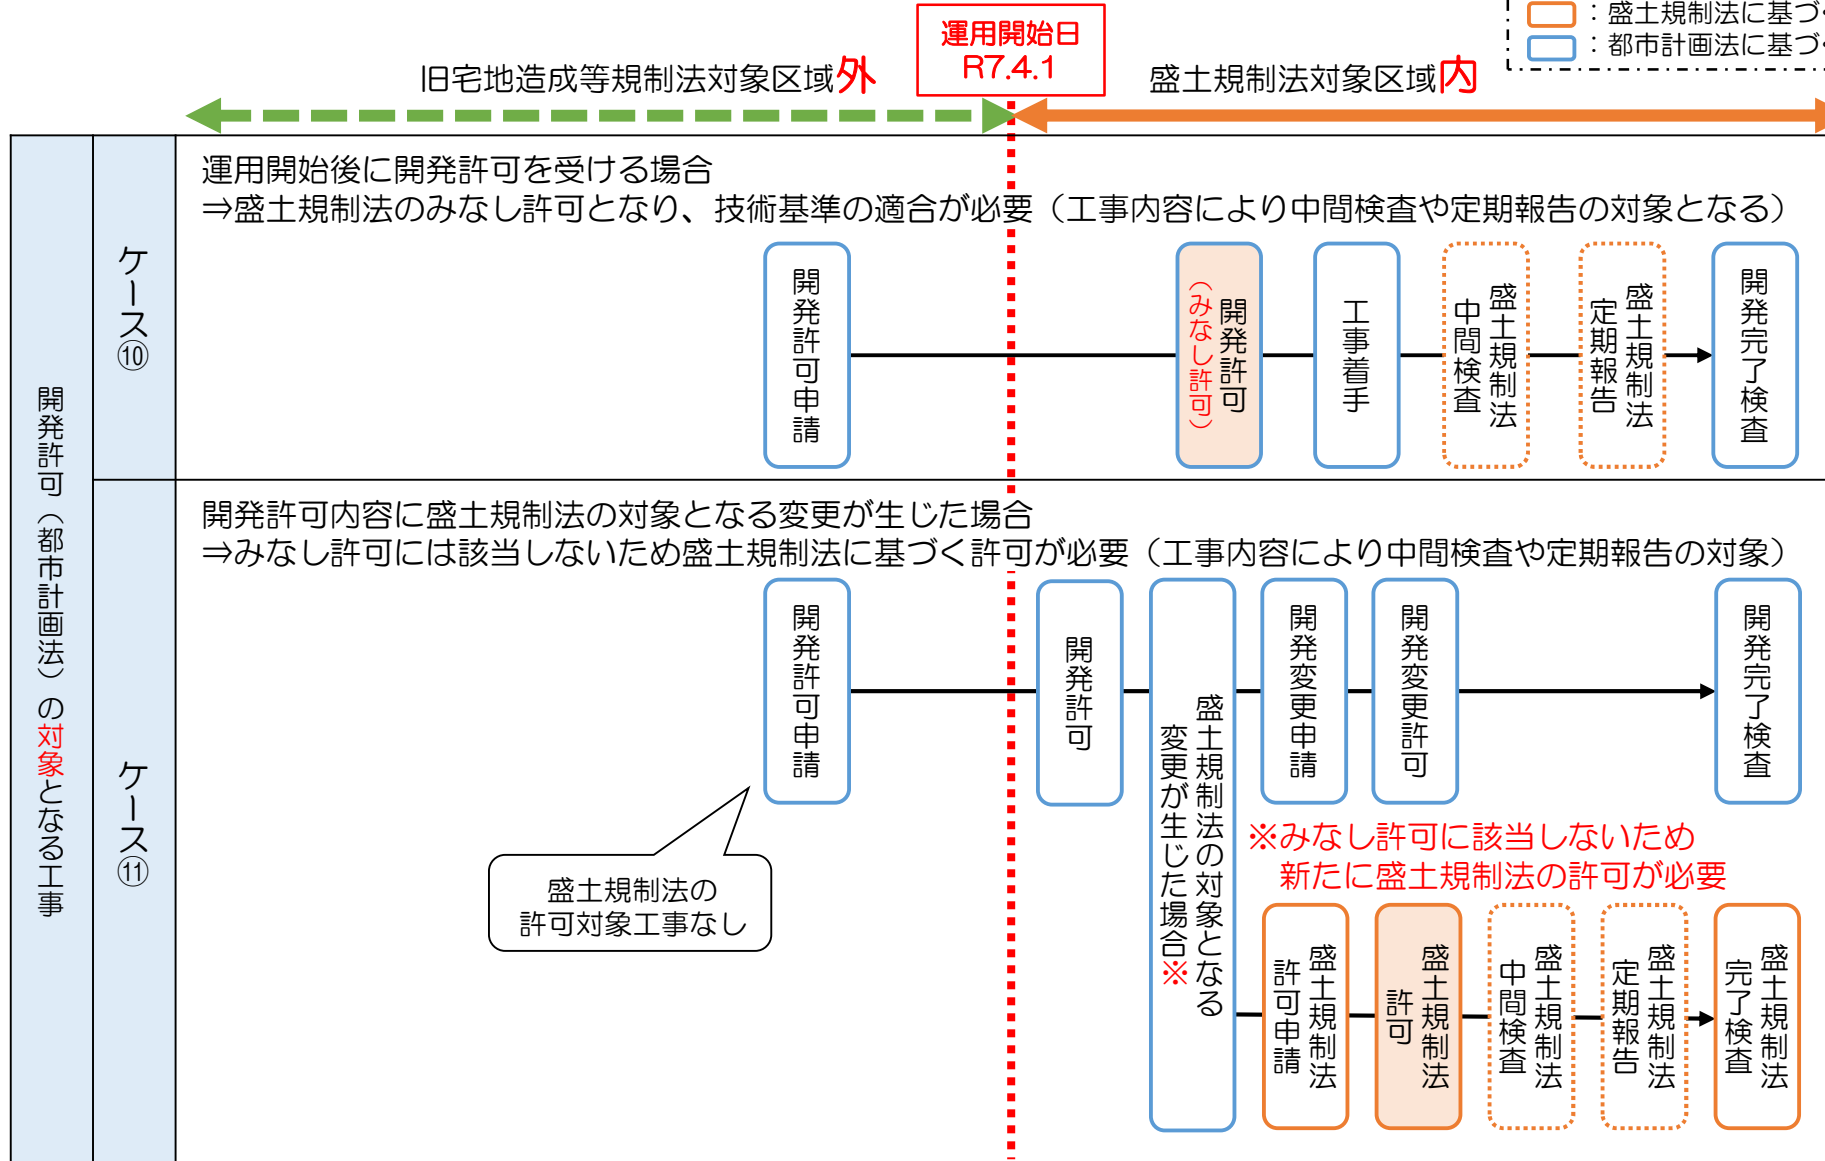 ：盛土規制法に基づ
：都市計画法に基づ
運用開始日
R7.4.1
旧宅地造成等規制法対象区域外
盛土規制法対象区域内
開発許可（都市計画法）の対象となる工事
ケース⑩
運用開始後に開発許可を受ける場合
⇒盛土規制法のみなし許可となり、技術基準の適合が必要（工事内容により中間検査や定期報告の対象となる）
開発許可申請
開発許可
（みなし許可）
工事着手
盛土規制法
中間検査
盛土規制法
定期報告
開発完了検査
ケース⑪
開発許可内容に盛土規制法の対象となる変更が生じた場合
⇒みなし許可には該当しないため盛土規制法に基づく許可が必要（工事内容により中間検査や定期報告の対象）
開発許可申請
開発許可
盛土規制法の対象となる
変更が生じた場合※
開発変更申請
開発変更許可
開発完了検査
盛土規制法の
許可対象工事なし
※みなし許可に該当しないため
新たに盛土規制法の許可が必要
盛土規制法
許可申請
盛土規制法
許可
盛土規制法
中間検査
盛土規制法
定期報告
盛土規制法
完了検査